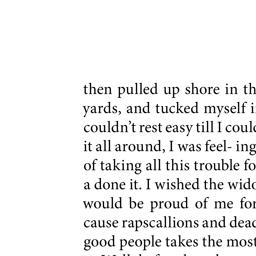 then pulled up shore in th
yards, and tucked myself i
couldn't rest easy till I coul
it all around, I was feel- ing
of taking all this trouble fo
a done it. I wished the wido
would be proud of me for
cause rapscallions and dead
good people takes the most